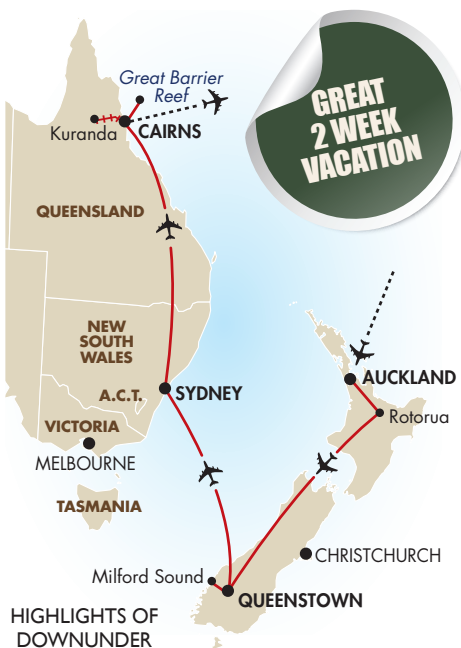 Great Barrier
Reef
Kuranda
CAIRNS
GREAT
2 WEEK
VACATION
QUEENSLAND
NEW
SOUTH
WALES
A.C.T.
SYDNEY
VICTORIA
MELBOURNE
TASMANIA
AUCKLAND
Rotorua
CHRISTCHURCH
Milford Sound
QUEENSTOWN
HIGHLIGHTS OF
DOWNUNDER